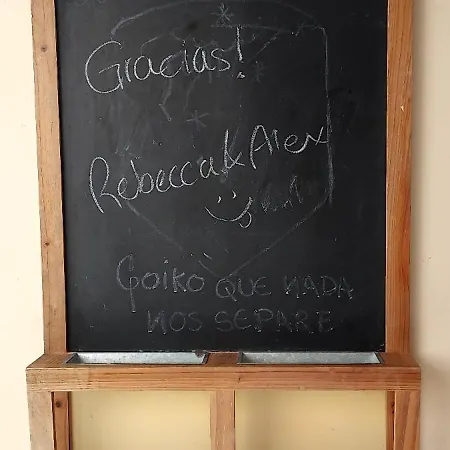 Gracias!
Rebecca & Alex
Goiko QUE NADA
NOS SEPARE